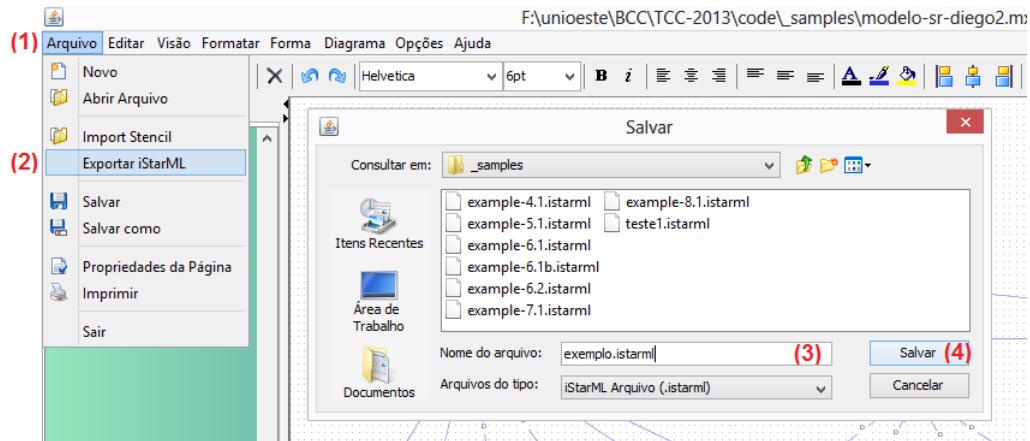 F:\unioeste\BCC\TCC-2013\code\_samples\modelo-sr-diego2.mx
(1) Arquivo Editar Visão Formatar Forma Diagrama Opções Ajuda
Novo
Abrir Arquivo
Import Stencil
(2) Exportar iStarML
Salvar
Salvar como
Propriedades da Página
Imprimir
Sair
Helvetica 6pt B i A
Salvar
Consultar em: _samples
Itens Recentes
Área de
Trabalho
Documentos
example-4.1.istarml example-8.1.istarml
example-5.1.istarml teste1.istarml
example-6.1.istarml
example-6.1b.istarml
example-6.2.istarml
example-7.1.istarml
Nome do arquivo: exemplo.istarml (3) Salvar (4)
Arquivos do tipo: iStarML Arquivo (.istarml) Cancelar